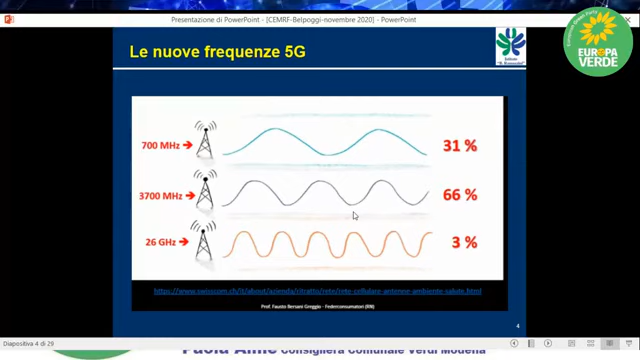 Presentazione di PowerPoint - [CEMRF-Belpoggi-novembre 2020] - PowerPoint
EUROPA
VERDE
Le nuove frequenze 5G
700 MHz
31 %
3700 MHz
66 %
26 GHz
3 %
https://www.swisscom.ch/it/about/azienda/ritratto/rete/rete-cellulare-antenne-ambiente-salute.html
Prof. Fausto Bersani Greggio - Federconsumatori (RN)
4
Diapositiva 4 di 29
Consigliera Comunale Verdi Modena